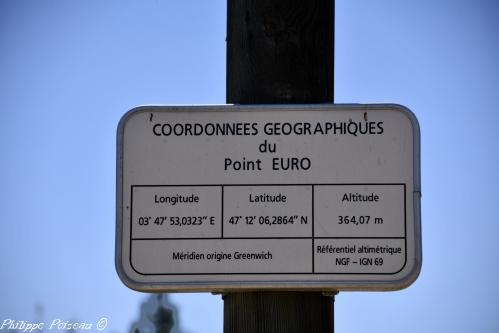 COORDONNEES GEOGRAPHIQUES
du
Point EURO
Longitude Latitude Altitude
03° 47' 53,0323" E 47° 12' 06,2864" N 364,07 m
Méridien origine Greenwich
Référentiel altimétrique
NGF – IGN 69
Philippe Poiseau ©